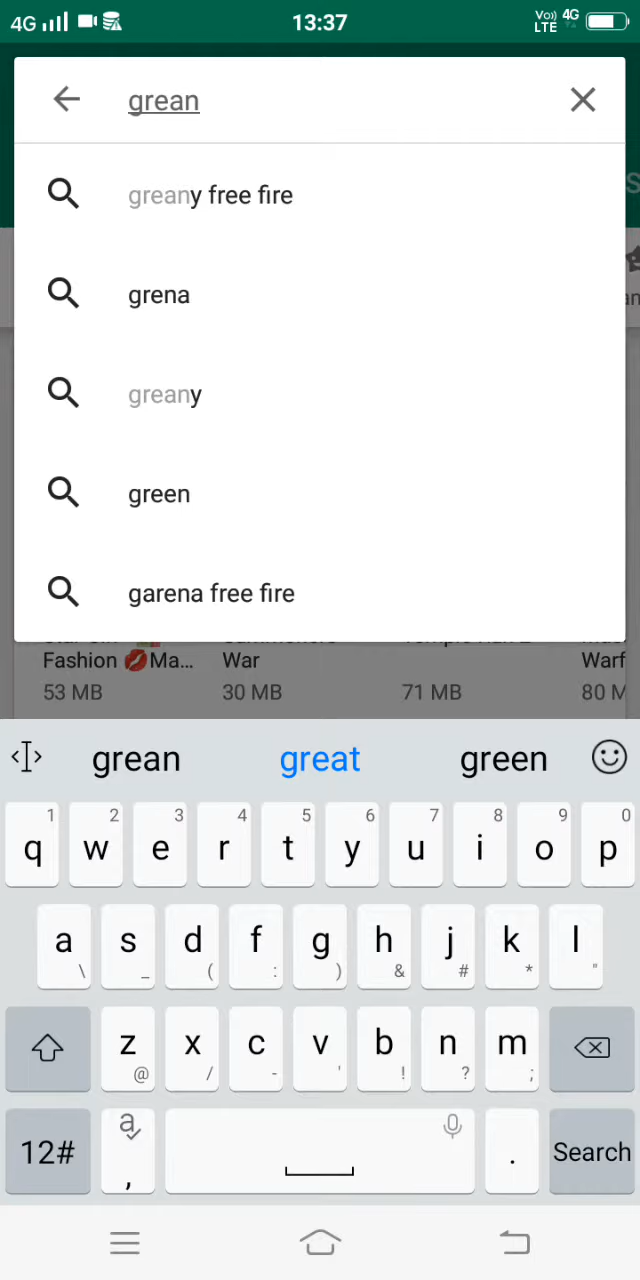 4G 13:37 Vo)) LTE 4G
grean
greany free fire
grena
greany
green
garena free fire
Fashion 💋Ma... War Warf
53 MB 30 MB 71 MB 80 M
grean great green
1 2 3 4 5 6 7 8 9 0
q w e r t y u i o p
a s d f g h j k l
\ _ ( : ) & # * "
z x c v b n m
@ / - ' ! ? ;
12# a , . Search